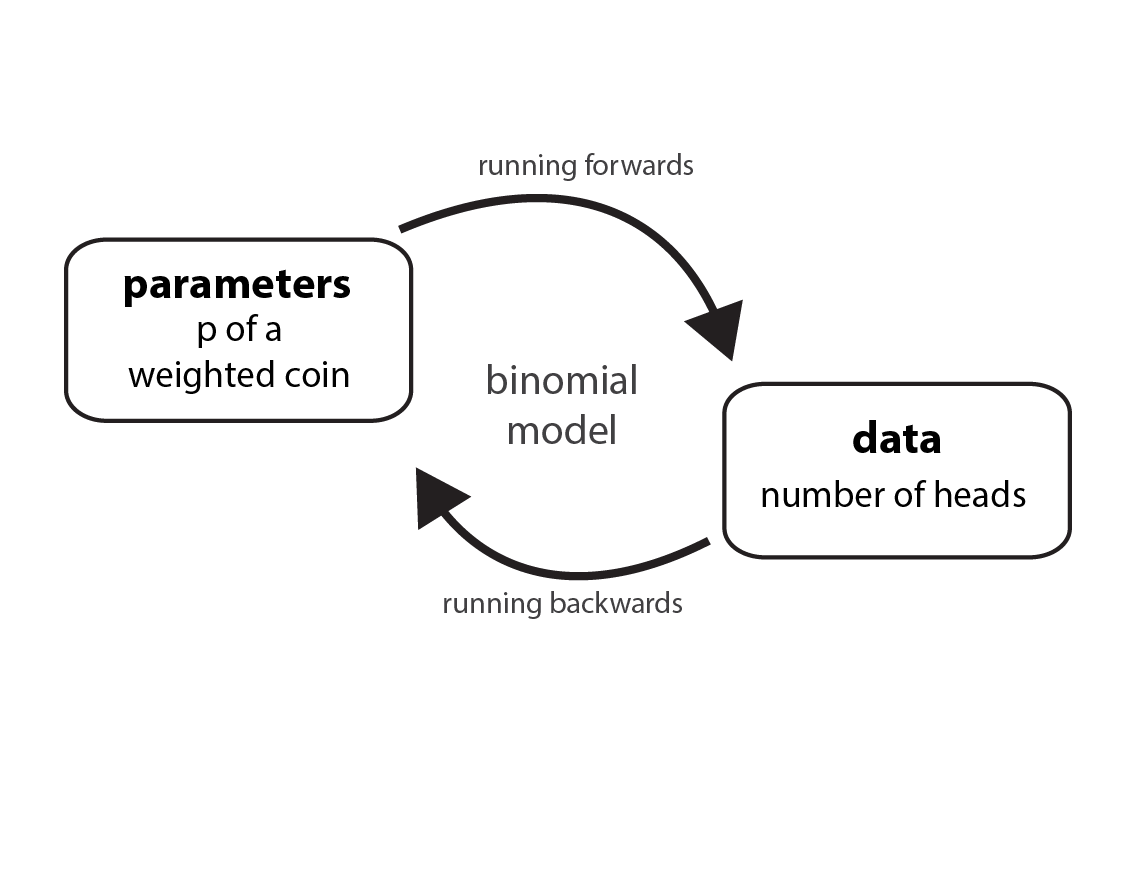 running forwards
parameters
p of a
weighted coin
binomial
model
data
number of heads
running backwards